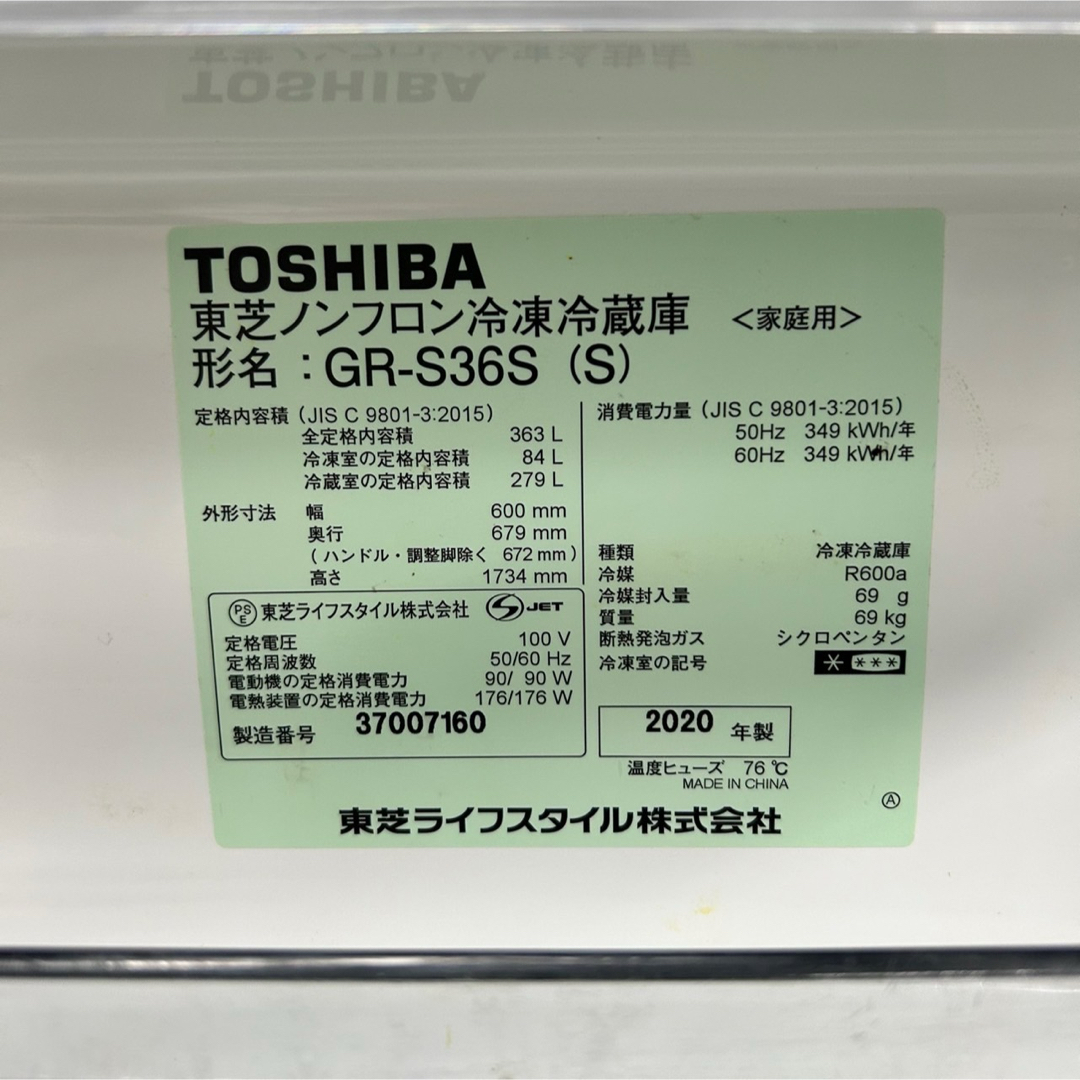 TOSHIBA
東芝ノンフロン冷凍冷蔵庫 <家庭用>
形名：GR-S36S (S)
定格内容積 (JIS C 9801-3:2015)
全定格内容積 363 L
冷凍室の定格内容積 84 L
冷蔵室の定格内容積 279 L
外形寸法 幅 600 mm
奥行 679 mm
(ハンドル・調整脚除く 672 mm)
高さ 1734 mm
消費電力量 (JIS C 9801-3:2015)
50Hz 349 kWh/年
60Hz 349 kWh/年
種類 冷凍冷蔵庫
冷媒 R600a
冷媒封入量 69 g
質量 69 kg
断熱発泡ガス シクロペンタン
冷凍室の記号 * ***
PSE 東芝ライフスタイル株式会社 S JET
定格電圧 100 V
定格周波数 50/60 Hz
電動機の定格消費電力 90/ 90 W
電熱装置の定格消費電力 176/176 W
製造番号 37007160
2020 年製
温度ヒューズ 76 ℃
MADE IN CHINA
Ⓐ
東芝ライフスタイル株式会社